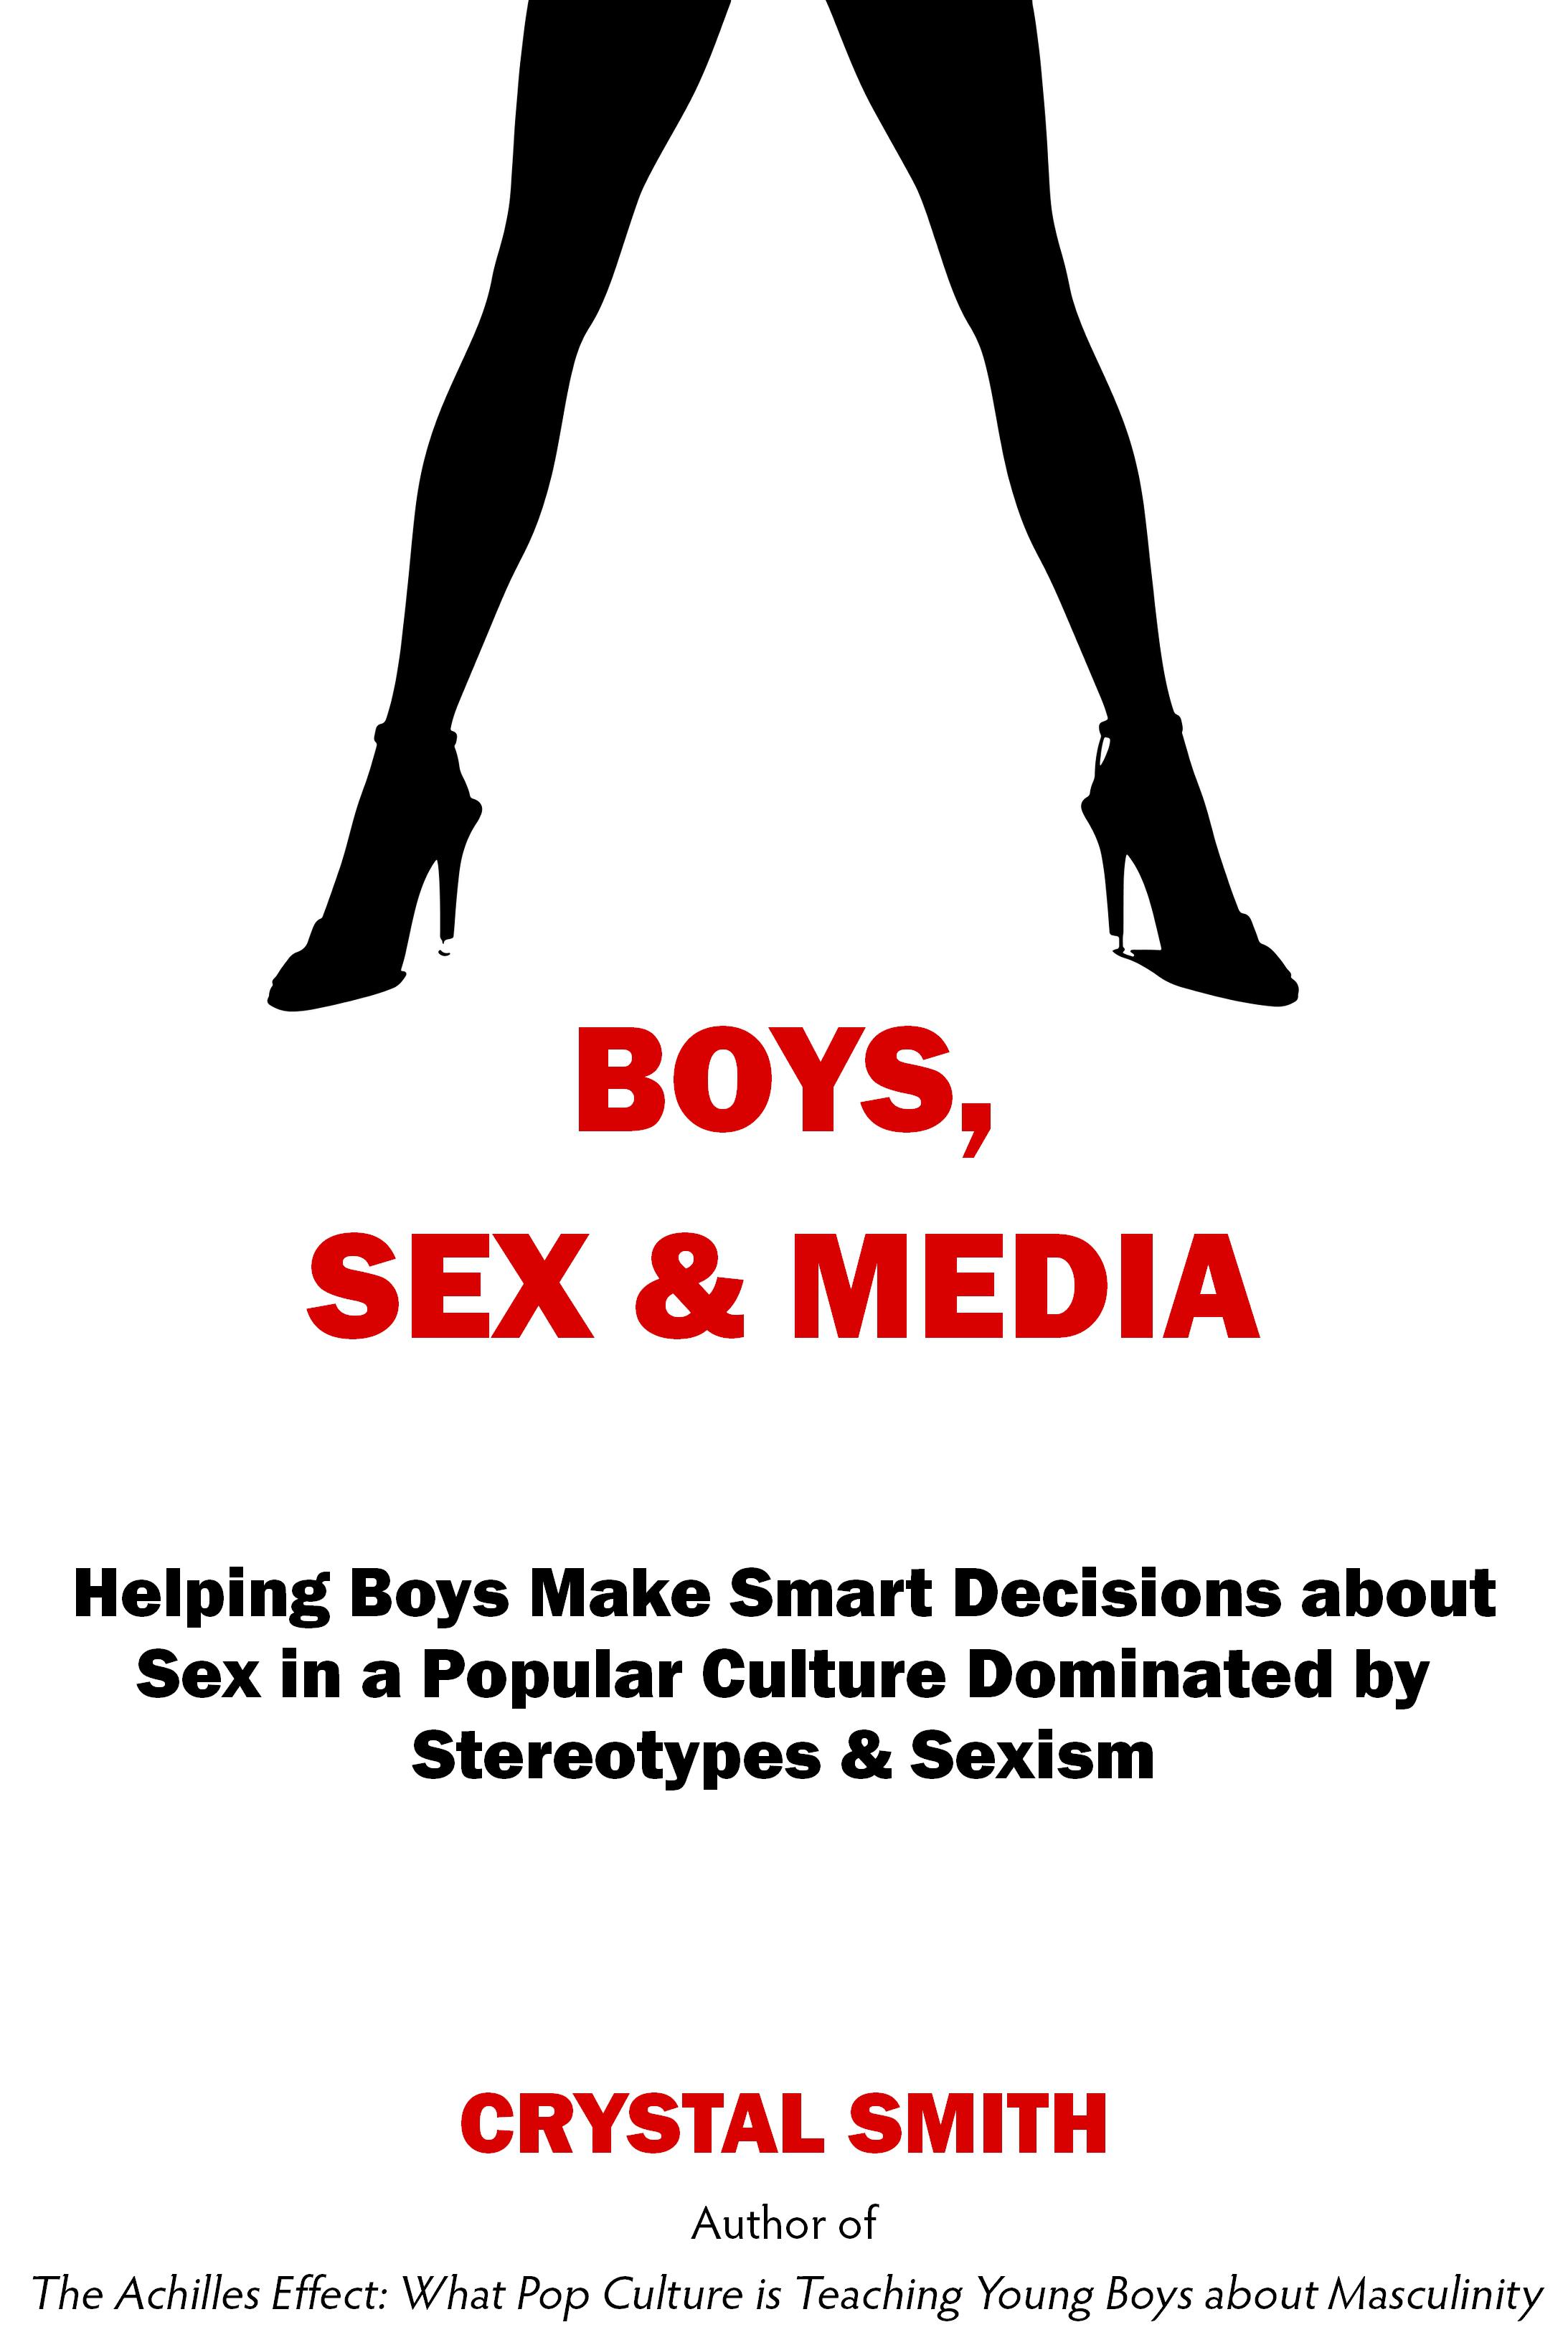 BOYS,
SEX & MEDIA
Helping Boys Make Smart Decisions about
Sex in a Popular Culture Dominated by
Stereotypes & Sexism
CRYSTAL SMITH
Author of
The Achilles Effect: What Pop Culture is Teaching Young Boys about Masculinity